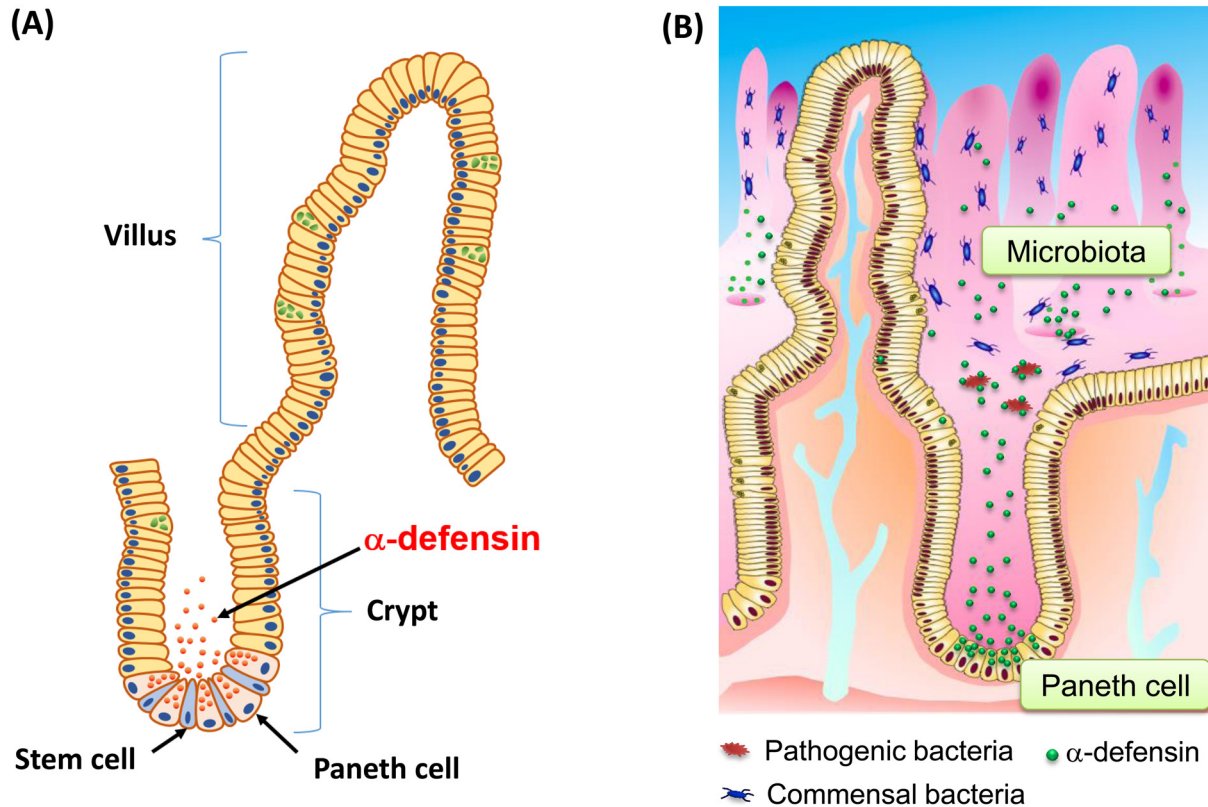 (A)
Villus
α-defensin
Crypt
Stem cell
Paneth cell
(B)
Microbiota
Paneth cell
Pathogenic bacteria
α-defensin
Commensal bacteria